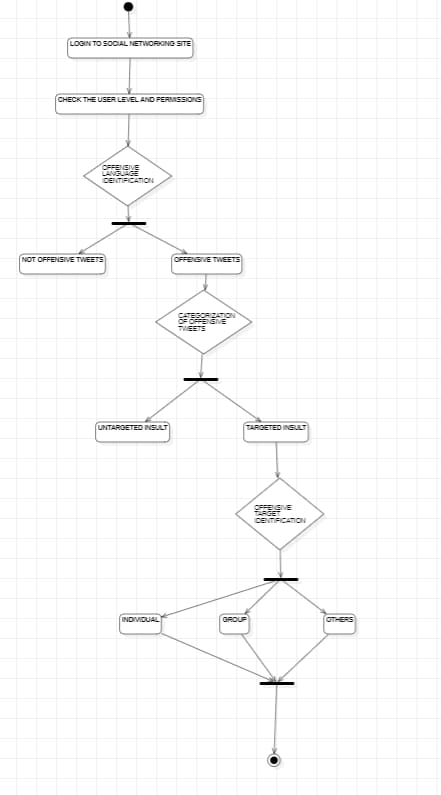 LOGIN TO SOCIAL NETWORKING SITE
CHECK THE USER LEVEL AND PERMISSIONS
OFFENSIVE
LANGUAGE
IDENTIFICATION
NOT OFFENSIVE TWEETS
OFFENSIVE TWEETS
CATEGORIZATION
OF OFFENSIVE
TWEETS
UNTARGETED INSULT
TARGETED INSULT
OFFENSIVE
TARGET
IDENTIFICATION
INDIVIDUAL
GROUP
OTHERS